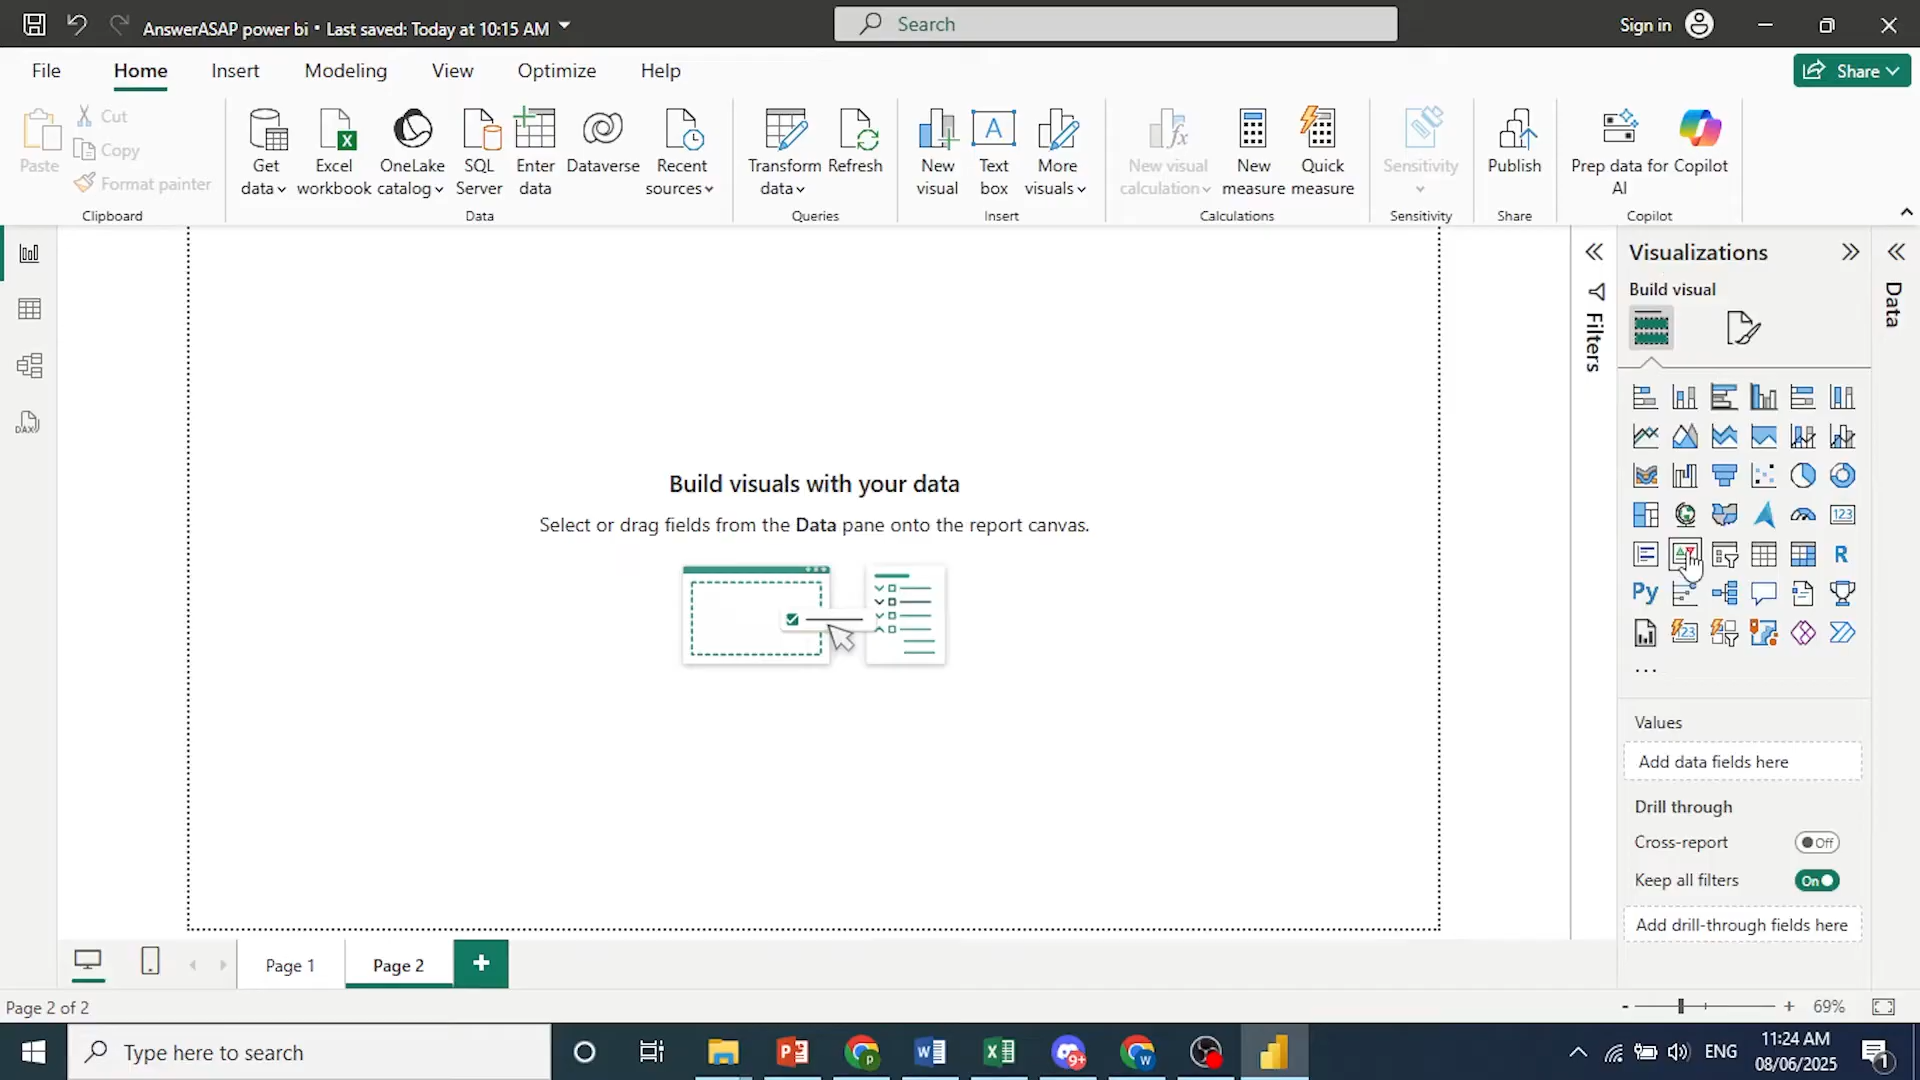 AnswerASAP power bi • Last saved: Today at 10:15 AM
Search
Sign in
File
Home
Insert
Modeling
View
Optimize
Help
Share
Paste
Cut
Copy
Format painter
Clipboard
Get data
Excel workbook
OneLake catalog
SQL Server
Enter data
Dataverse
Recent sources
Data
Transform data
Refresh
Queries
New visual
A
Text box
More visuals
Insert
New visual calculation
New measure
Quick measure
Calculations
Sensitivity
Sensitivity
Publish
Share
Prep data for AI
Copilot
Copilot
Visualizations
Build visual
Filters
Data
DAX
Build visuals with your data
Select or drag fields from the Data pane onto the report canvas.
123
R
Py
123
...
Values
Add data fields here
Drill through
Cross-report
Off
Keep all filters
On
Add drill-through fields here
Page 1
Page 2
+
Page 2 of 2
- + 69%
Type here to search
P
p
W
X
9+
W
ENG
11:24 AM
08/06/2025
1